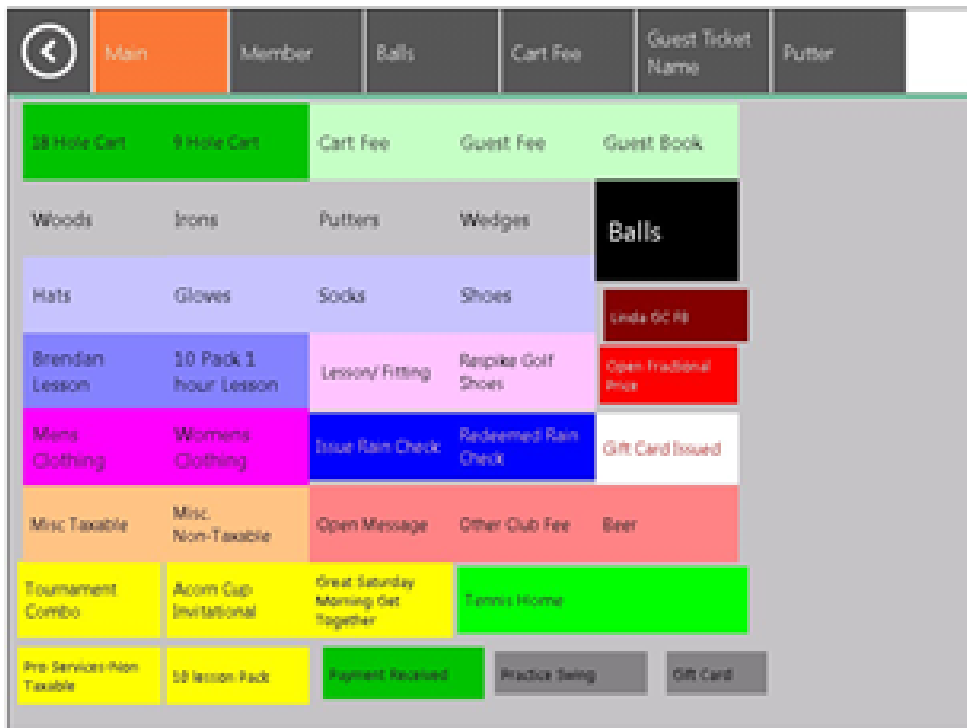 Main
Member
Balls
Cart Fee
Guest Ticket
Name
Putter
18 Hole Cart
9 Hole Cart
Cart Fee
Guest Fee
Guest Book
Woods
Irons
Putters
Wedges
Balls
Hats
Gloves
Socks
Shoes
Linda GC FB
Brendan
Lesson
10 Pack 1
hour Lesson
Lesson/ Fitting
Respike Golf
Shoes
Open Fractional
Price
Mens
Clothing
Womens
Clothing
Issue Rain Check
Redeemed Rain
Check
Gift Card Issued
Misc Taxable
Misc.
Non-Taxable
Open Message
Other Club Fee
Beer
Tournament
Combo
Acorn Cup
Invitational
Great Saturday
Morning Get
Together
Tennis Home
Pro Services-Non
Taxable
lesson Pack
Payment Received
Practice Swing
Gift Card